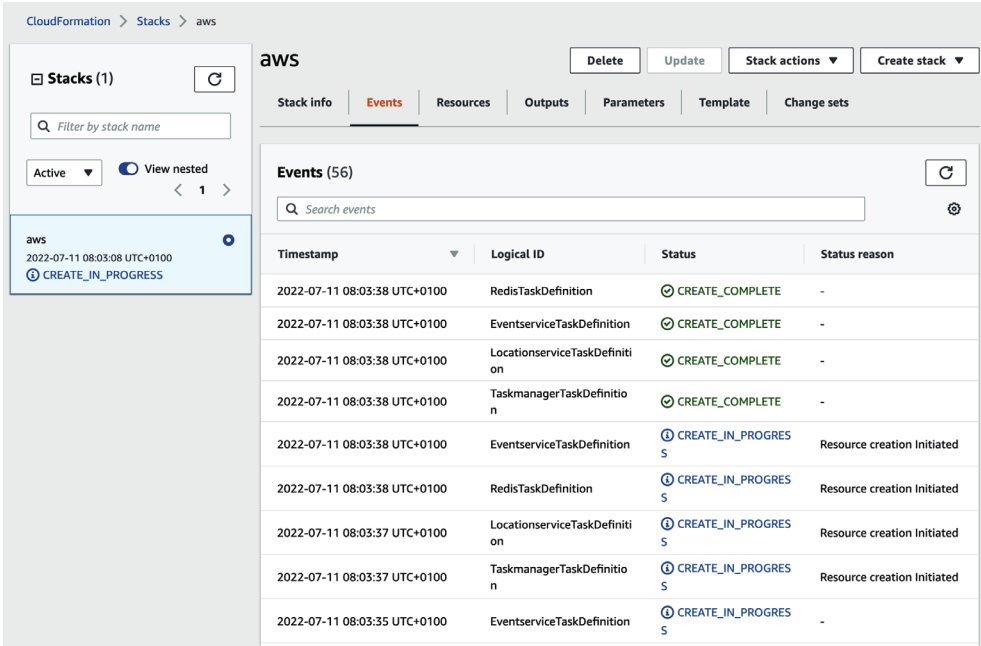 CloudFormation > Stacks > aws
Stacks (1)
Filter by stack name
Active
View nested
1
aws
2022-07-11 08:03:08 UTC+0100
CREATE_IN_PROGRESS
aws
Delete Update Stack actions Create stack
Stack info Events Resources Outputs Parameters Template Change sets
Events (56)
Search events
Timestamp Logical ID Status Status reason
2022-07-11 08:03:38 UTC+0100 RedisTaskDefinition CREATE_COMPLETE -
2022-07-11 08:03:38 UTC+0100 EventserviceTaskDefinition CREATE_COMPLETE -
LocationserviceTaskDefiniti
2022-07-11 08:03:38 UTC+0100 CREATE_COMPLETE -
on
TaskmanagerTaskDefinitio
2022-07-11 08:03:38 UTC+0100 CREATE_COMPLETE -
n
CREATE_IN_PROGRES
2022-07-11 08:03:38 UTC+0100 EventserviceTaskDefinition Resource creation Initiated
S
CREATE_IN_PROGRES
2022-07-11 08:03:38 UTC+0100 RedisTaskDefinition Resource creation Initiated
S
LocationserviceTaskDefiniti CREATE_IN_PROGRES
2022-07-11 08:03:37 UTC+0100 Resource creation Initiated
on S
TaskmanagerTaskDefinitio CREATE_IN_PROGRES
2022-07-11 08:03:37 UTC+0100 Resource creation Initiated
n S
CREATE_IN_PROGRES
2022-07-11 08:03:35 UTC+0100 EventserviceTaskDefinition -
S